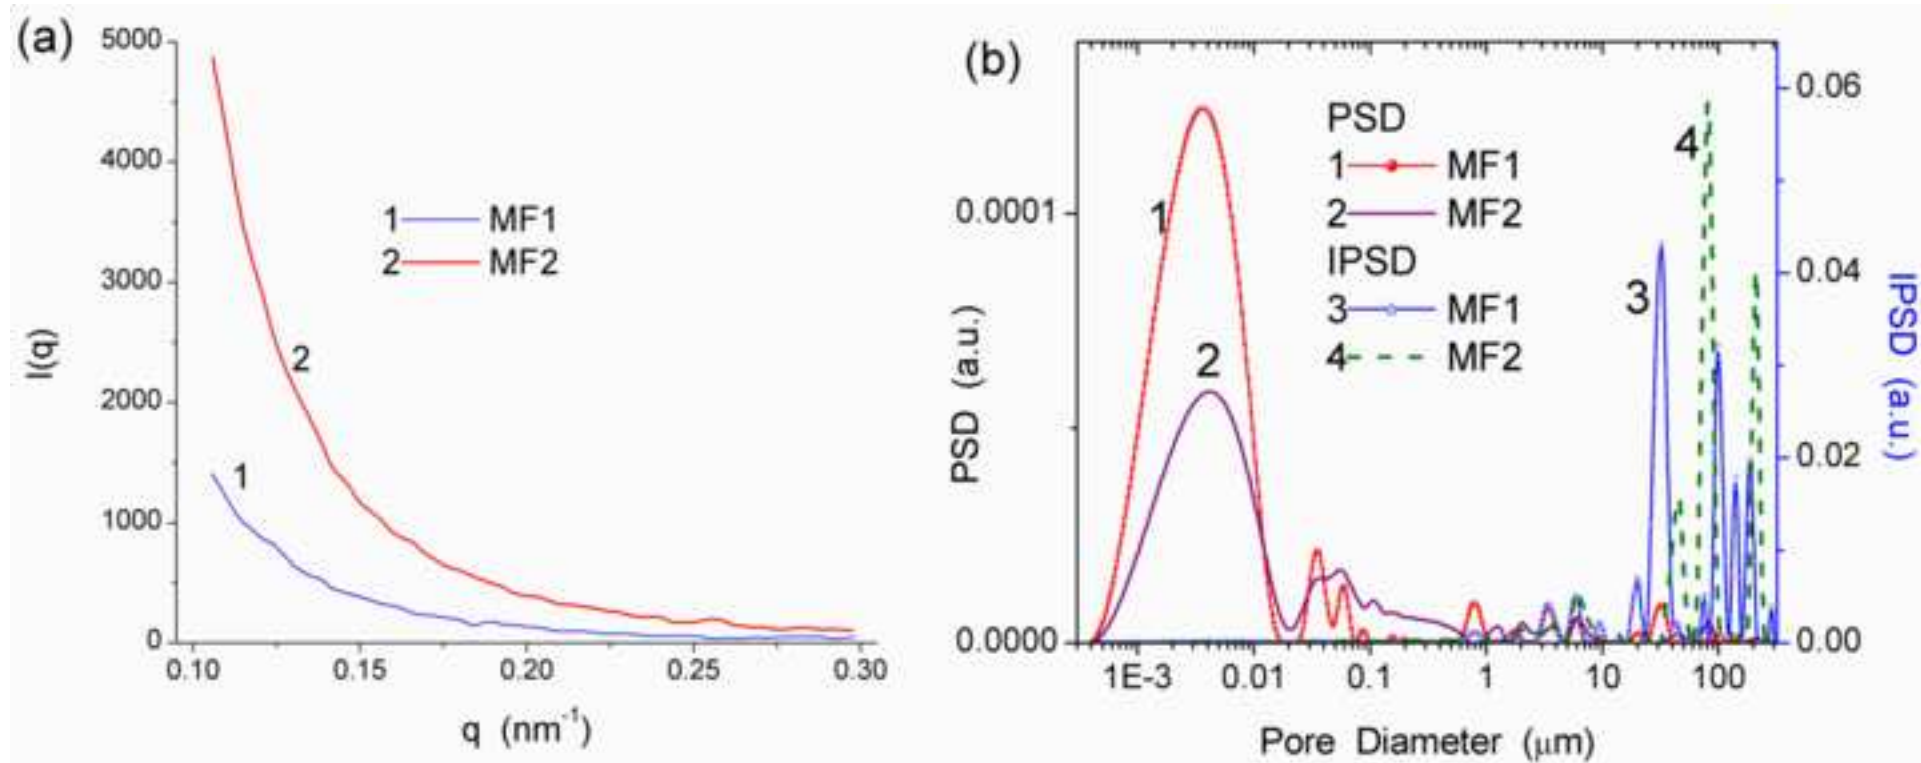 (a)
5000
4000
3000
2000
1000
0
I(q)
1 MF1
2 MF2
2
1
0.10 0.15 0.20 0.25 0.30
q (nm-1)
(b)
PSD
1 MF1
2 MF2
IPSD
3 MF1
4 MF2
1
2
3
4
0.0001
0.0000
PSD (a.u.)
0.06
0.04
0.02
0.00
IPSD (a.u.)
1E-3 0.01 0.1 1 10 100
Pore Diameter (μm)